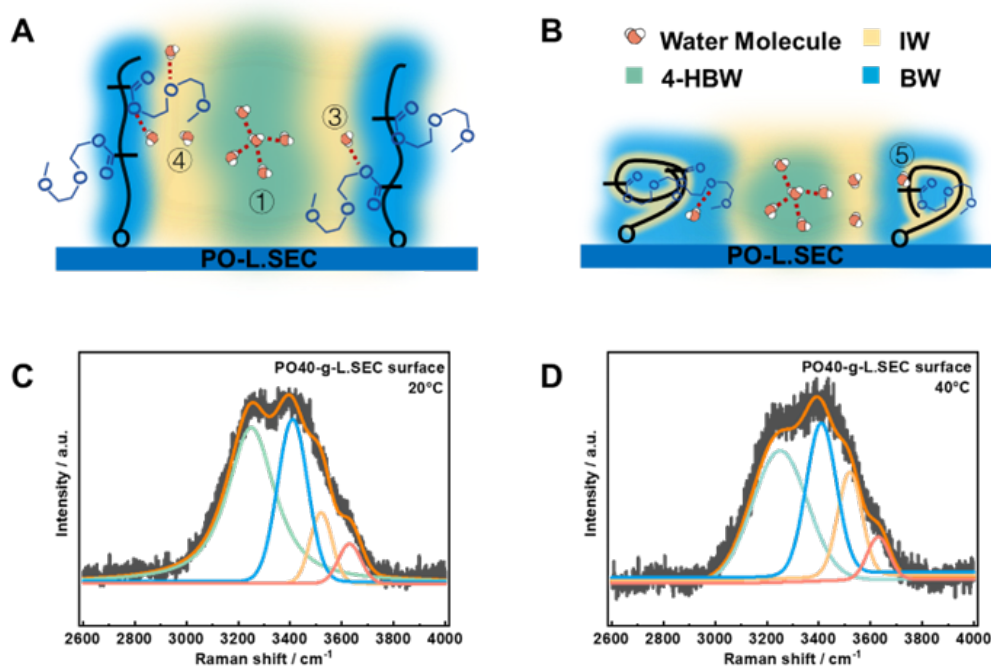 A
④
③
①
O
O
PO-L.SEC
B
Water Molecule
IW
4-HBW
BW
⑤
O
O
PO-L.SEC
C
PO40-g-L.SEC surface
20°C
Intensity / a.u.
2600 2800 3000 3200 3400 3600 3800 4000
Raman shift / cm-1
D
PO40-g-L.SEC surface
40°C
Intensity / a.u.
2600 2800 3000 3200 3400 3600 3800 4000
Raman shift / cm-1